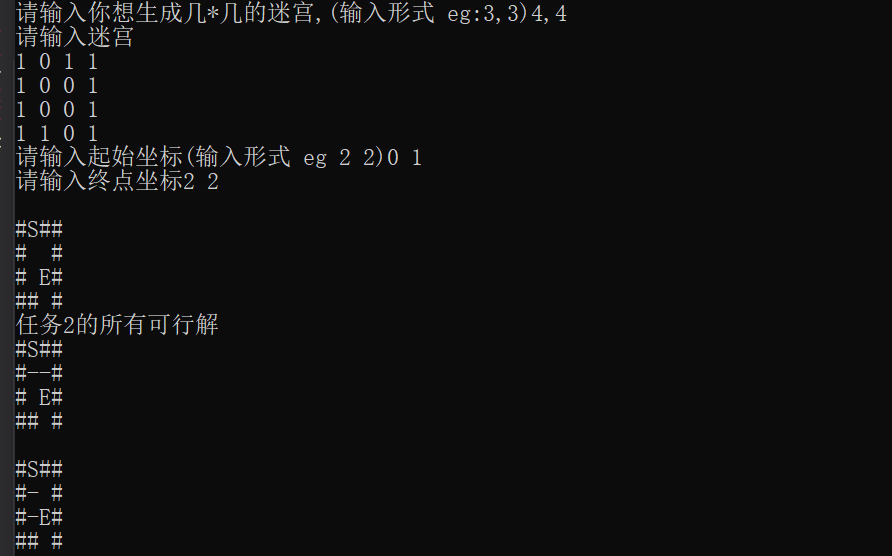 请输入你想生成几*几的迷宫,(输入形式 eg:3,3)4,4
请输入迷宫
1 0 1 1
1 0 0 1
1 0 0 1
1 1 0 1
请输入起始坐标(输入形式 eg 2 2)0 1
请输入终点坐标2 2

#S##
#  #
# E#
## #
任务2的所有可行解
#S##
#--#
# E#
## #

#S##
#- #
#-E#
## #